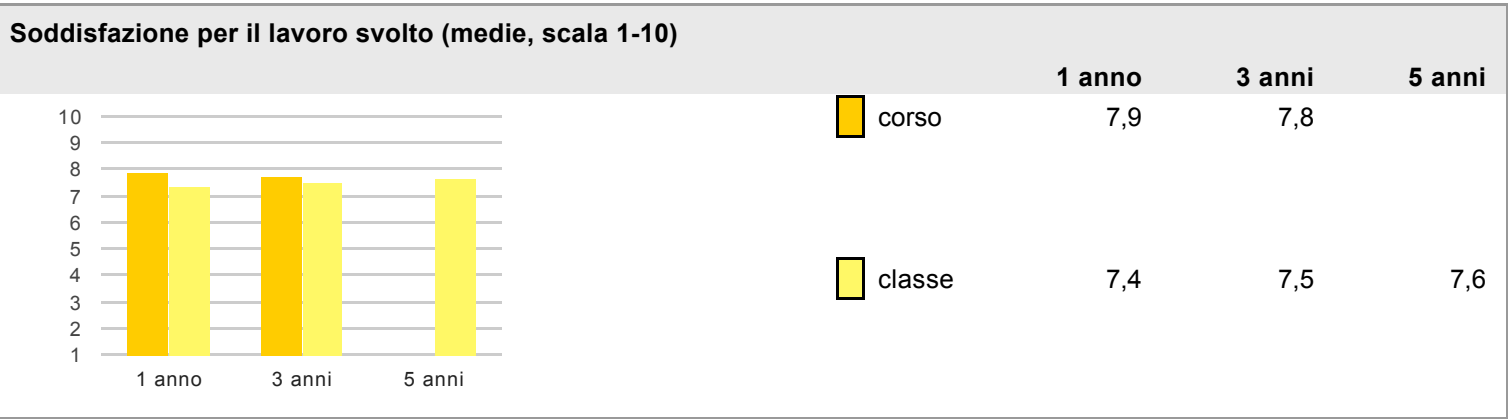 Soddisfazione per il lavoro svolto (medie, scala 1-10)
1 anno 3 anni 5 anni
corso 7,9 7,8
classe 7,4 7,5 7,6
10
9
8
7
6
5
4
3
2
1
1 anno 3 anni 5 anni